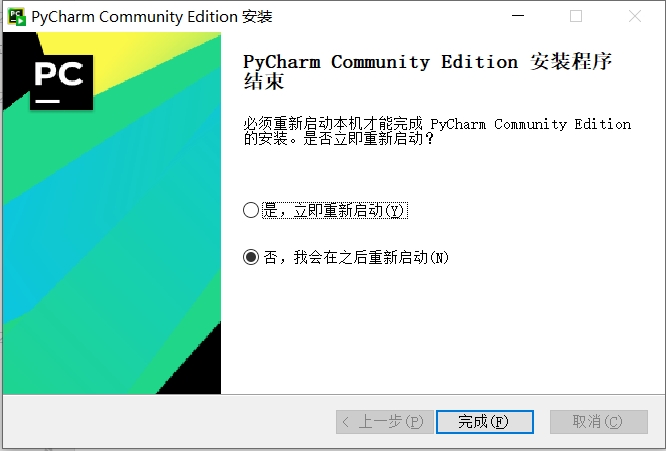 PyCharm Community Edition 安装
PC
PyCharm Community Edition 安装程序
结束
必须重新启动本机才能完成 PyCharm Community Edition
的安装。是否立即重新启动？
是，立即重新启动(Y)
否，我会在之后重新启动(N)
< 上一步(P) 完成(F) 取消(C)